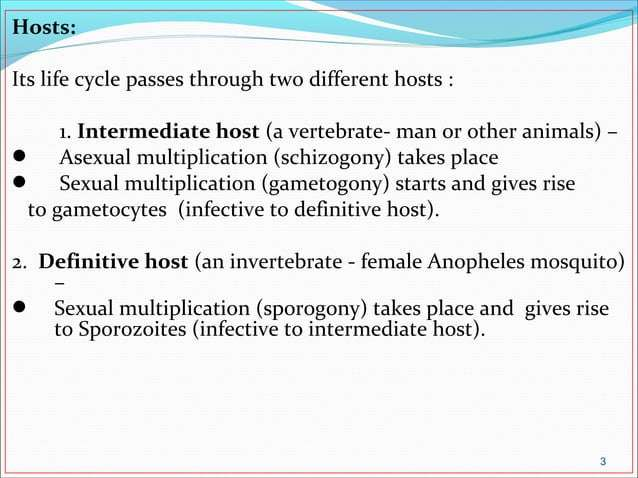 Hosts:
Its life cycle passes through two different hosts :
1. Intermediate host (a vertebrate- man or other animals) –
● Asexual multiplication (schizogony) takes place
● Sexual multiplication (gametogony) starts and gives rise
to gametocytes (infective to definitive host).
2. Definitive host (an invertebrate - female Anopheles mosquito)
–
● Sexual multiplication (sporogony) takes place and gives rise
to Sporozoites (infective to intermediate host).
3